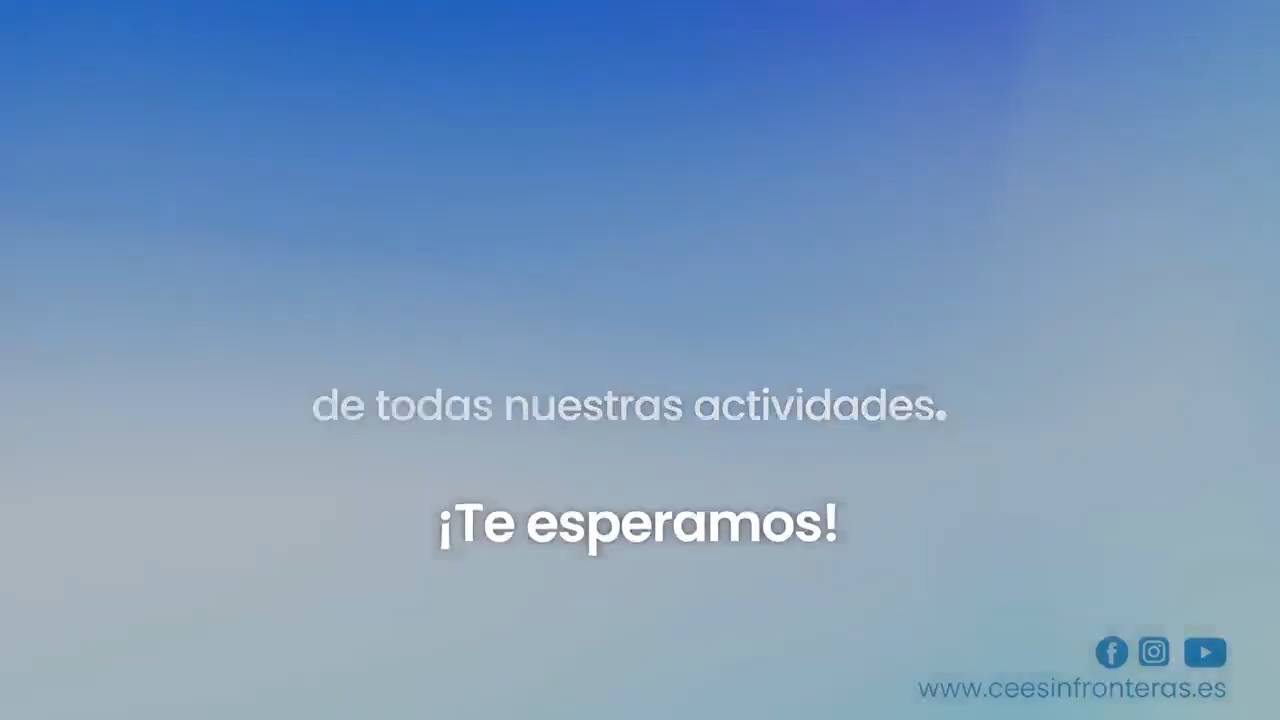 de todas nuestras actividades.
¡Te esperamos!
www.ceesinfronteras.es